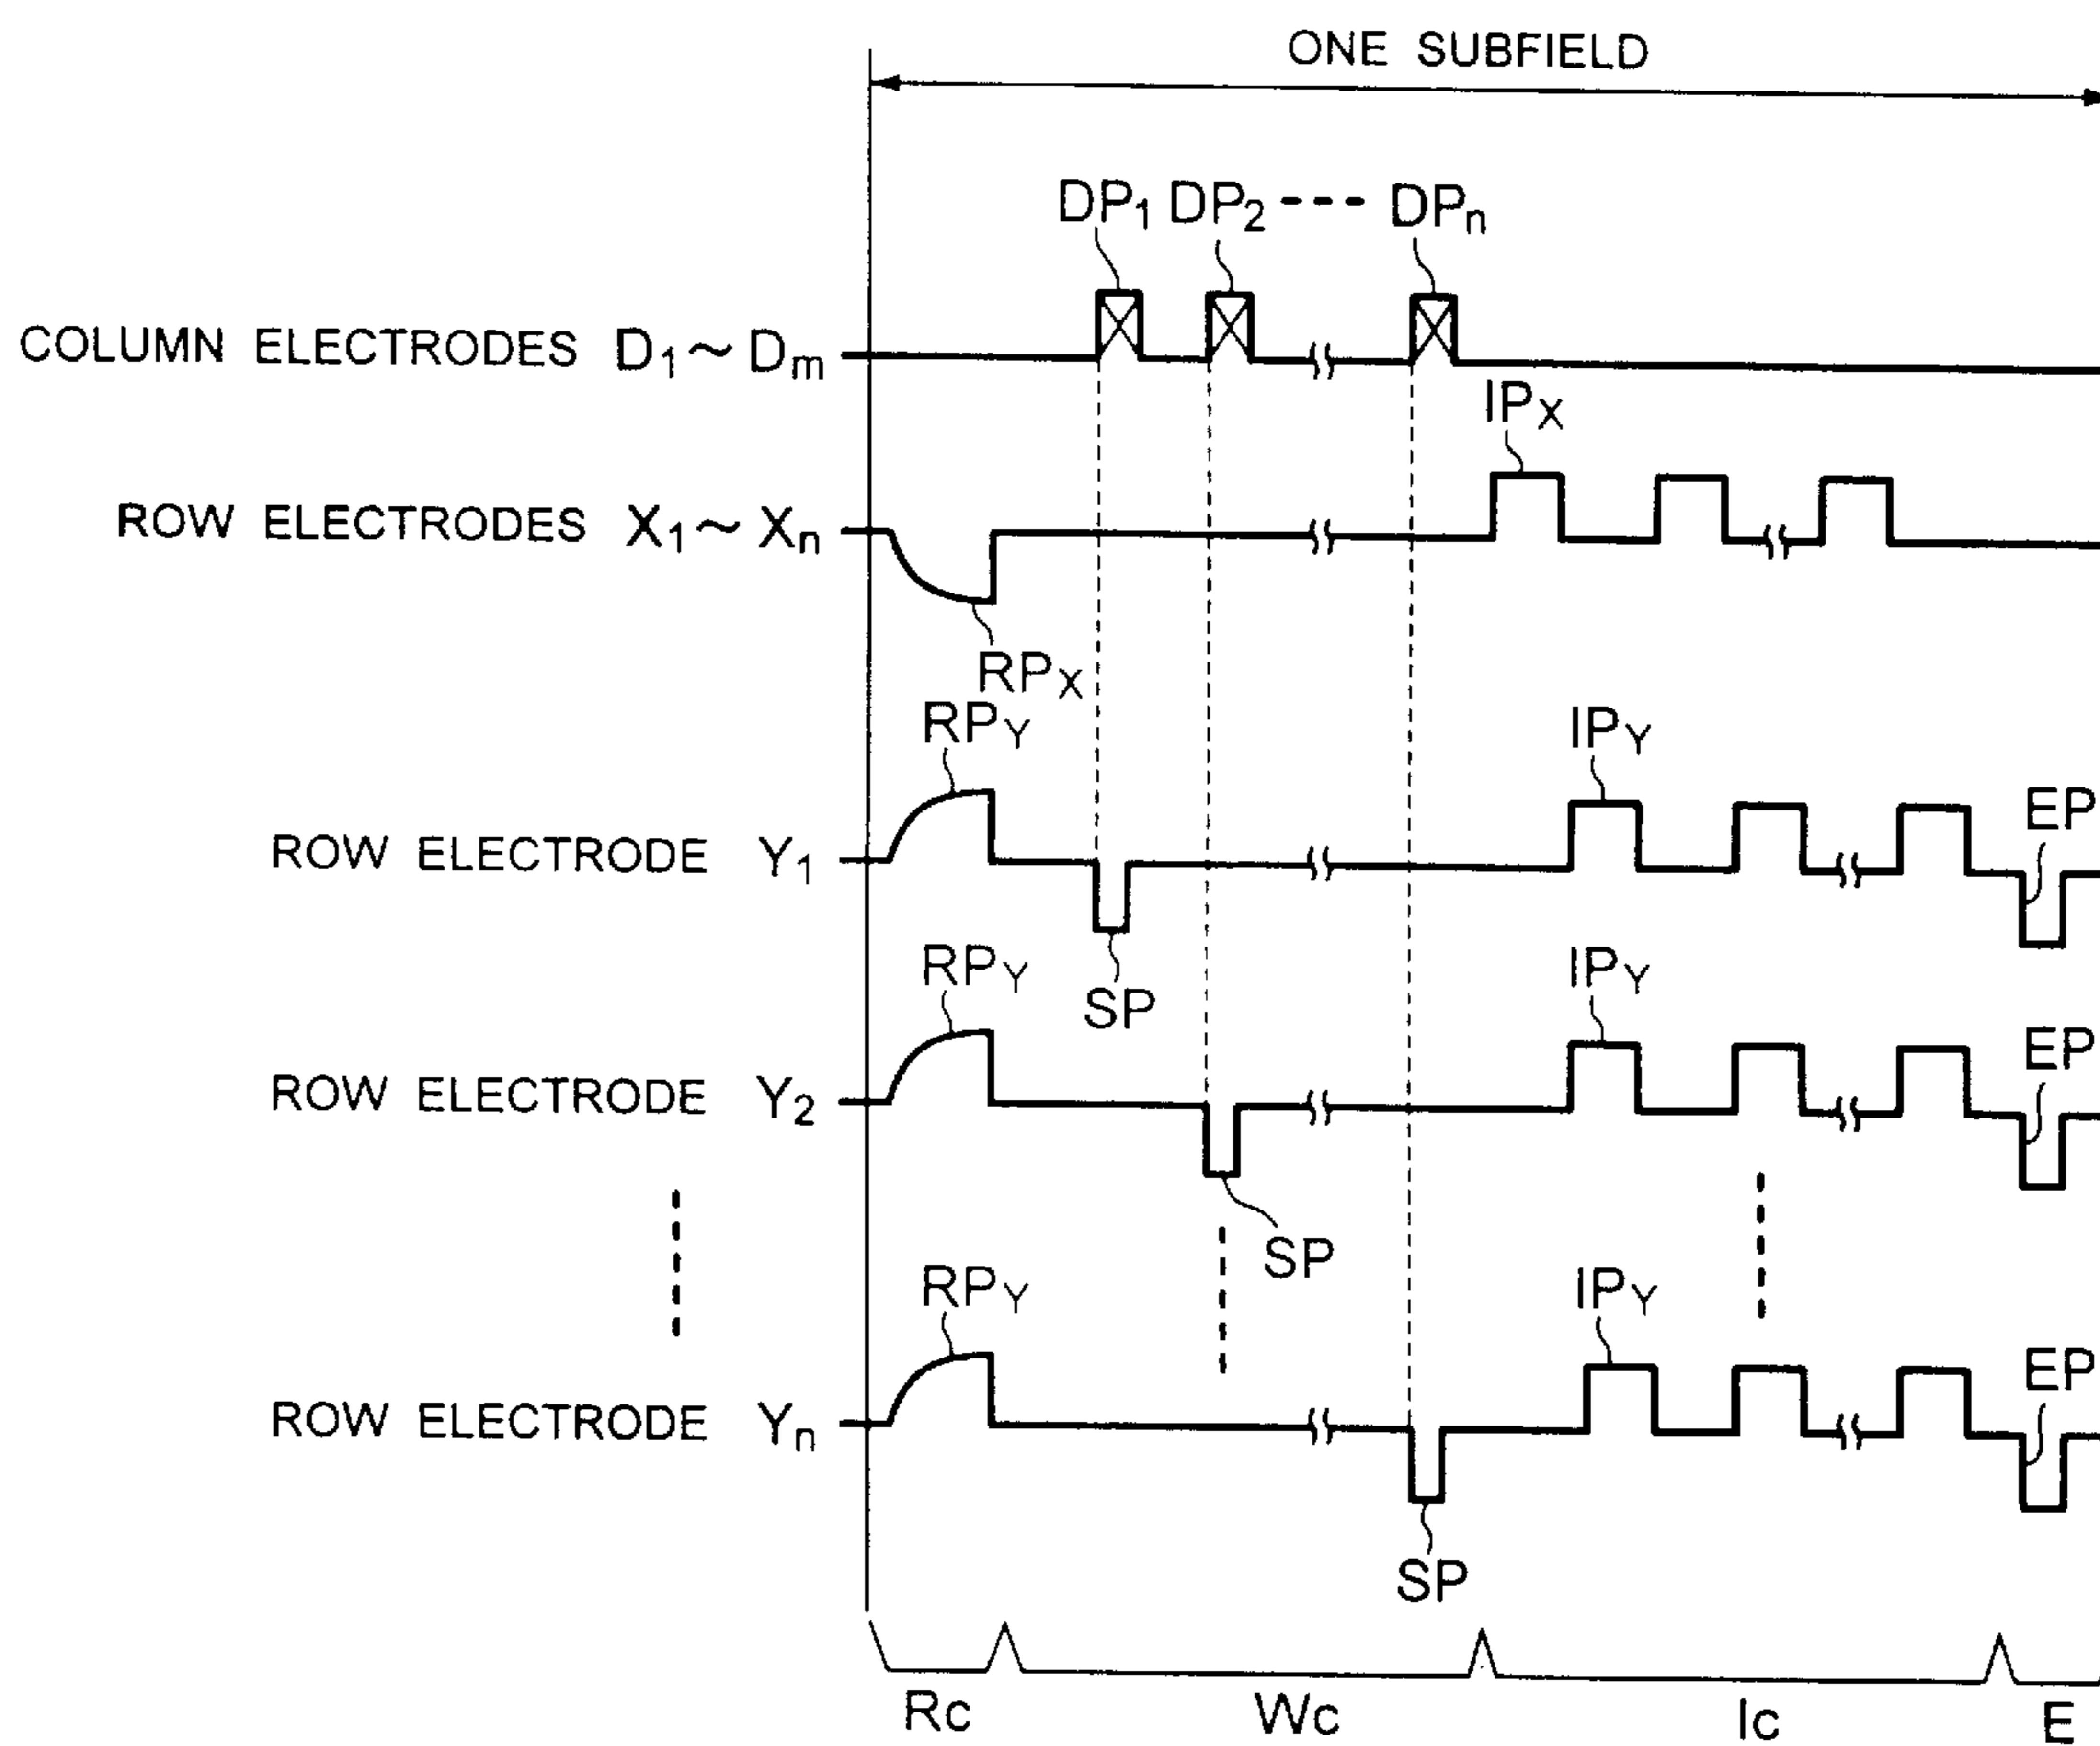 ONE SUBFIELD
DP1 DP2 --- DPn
COLUMN ELECTRODES D1~Dm
IPX
ROW ELECTRODES X1~Xn
RPX
RPY
IPY
EP
ROW ELECTRODE Y1
SP
RPY
IPY
EP
ROW ELECTRODE Y2
SP
RPY
IPY
EP
ROW ELECTRODE Yn
SP
Rc
Wc
Ic
E